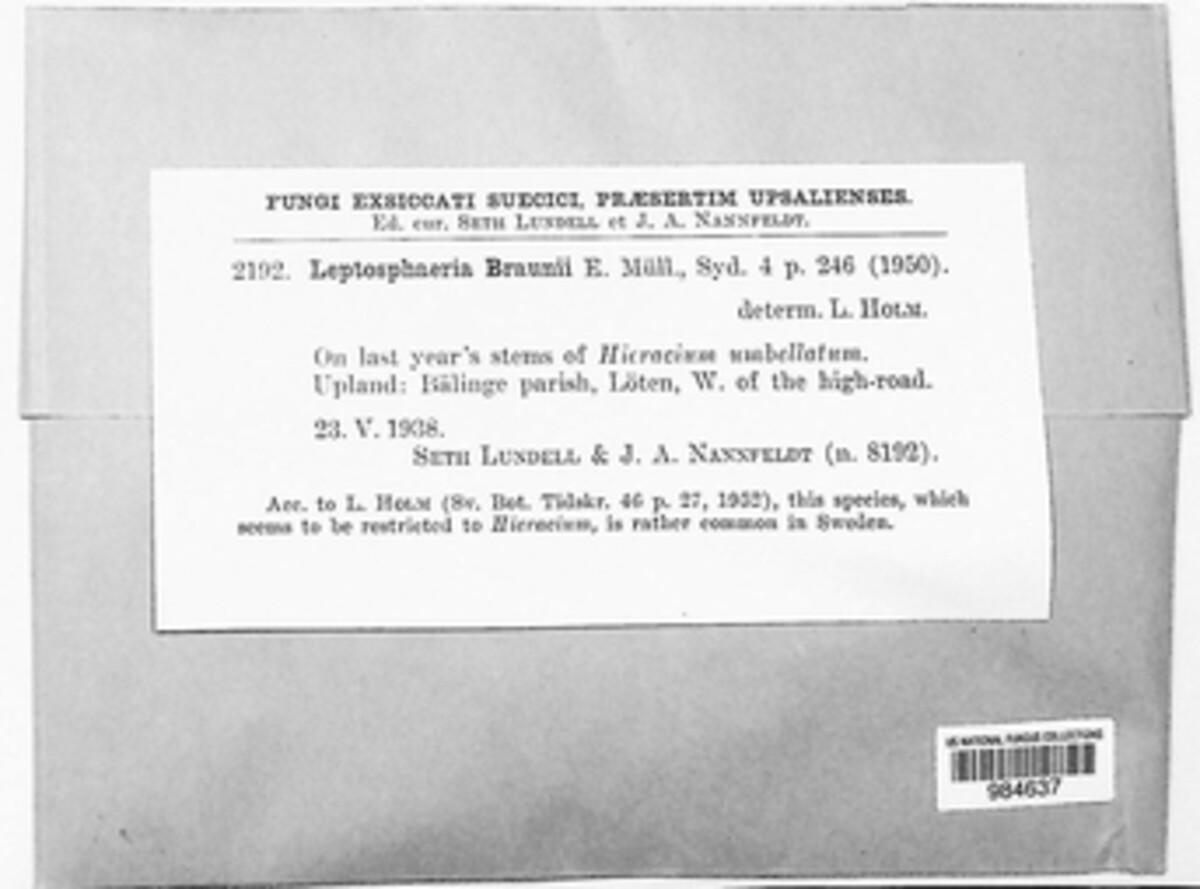 FUNGI EXSICCATI SUECICI, PRÆSERTIM UPSALIENSES.
Ed. cur. SETH LUNDELL et J. A. NANNFELDT.
2192. Leptosphaeria Braunii E. Müll., Syd. 4 p. 246 (1950).
determ. L. HOLM.
On last year's stems of Hieracium umbellatum.
Upland: Bälinge parish, Löten, W. of the high-road.
23. V. 1938.
SETH LUNDELL & J. A. NANNFELDT (n. 8192).
Acc. to L. HOLM (Sv. Bot. Tidskr. 46 p. 27, 1952), this species, which
seems to be restricted to Hieracium, is rather common in Sweden.
US NATIONAL FUNGUS COLLECTIONS
984637